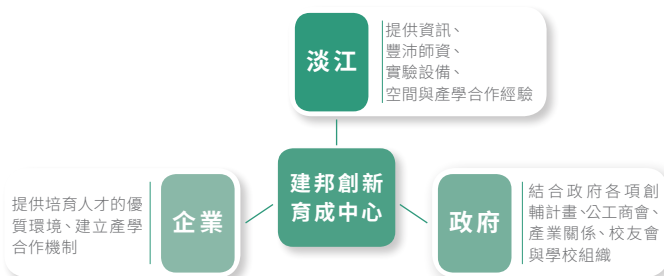 淡江
提供資訊、
豐沛師資、
實驗設備、
空間與產學合作經驗
建邦創新
育成中心
提供培育人才的優
質環境、建立產學
合作機制
企業
政府
結合政府各項創
輔計畫、公工商會、
產業關係、校友會
與學校組織